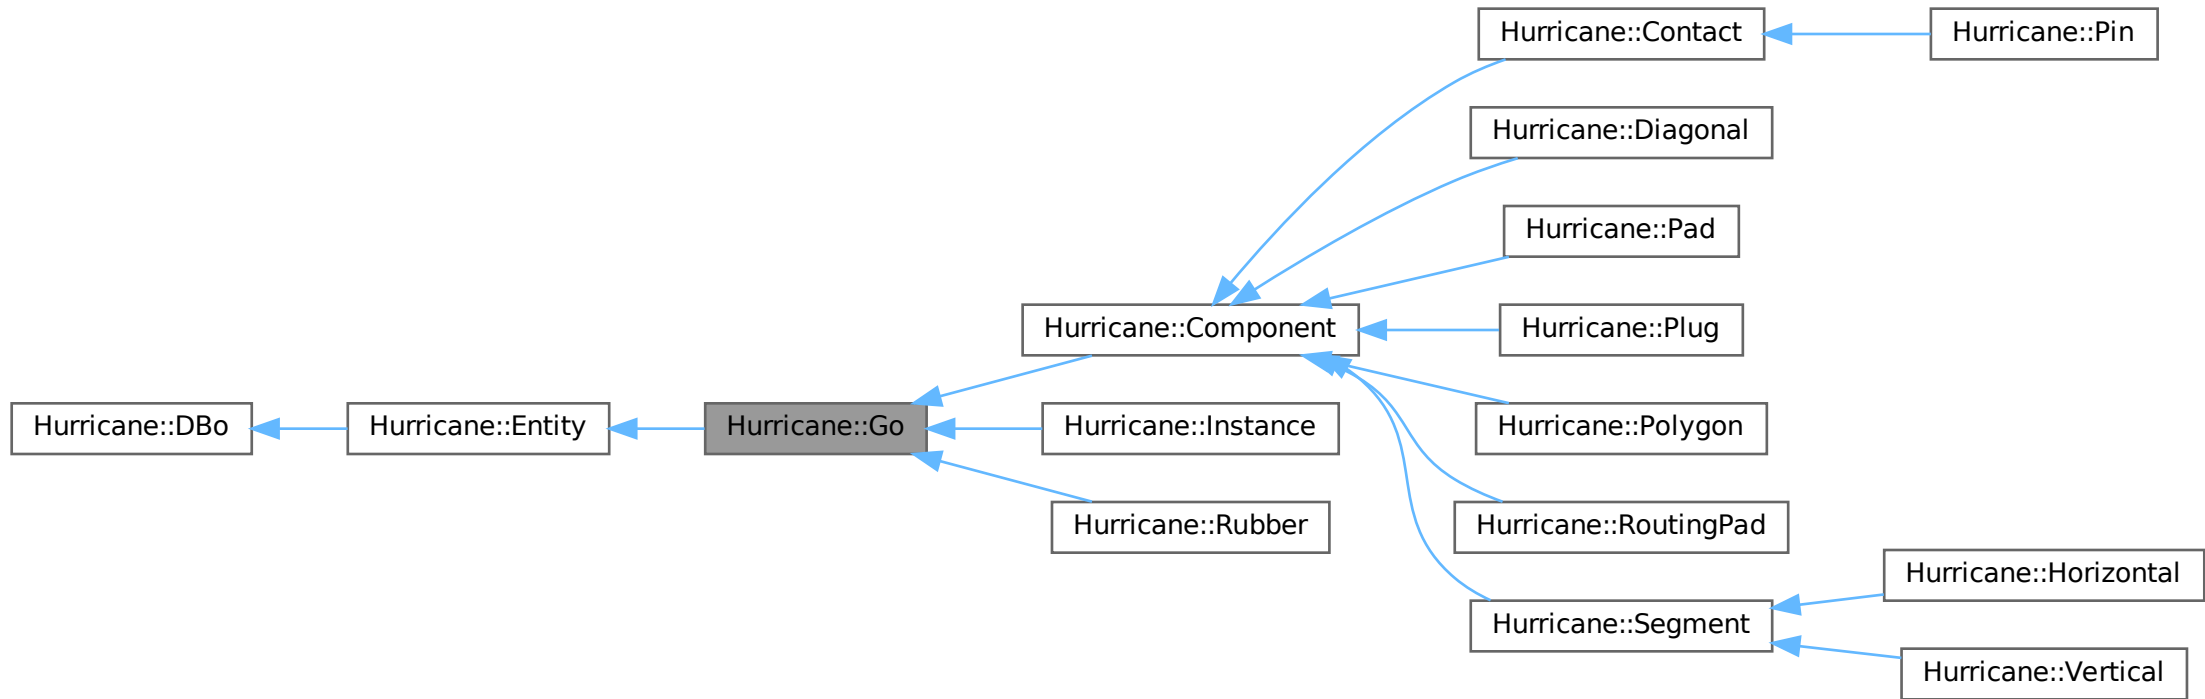 Hurricane::Contact
Hurricane::Pin
Hurricane::Diagonal
Hurricane::Pad
Hurricane::Component
Hurricane::Plug
Hurricane::DBo
Hurricane::Entity
Hurricane::Go
Hurricane::Instance
Hurricane::Polygon
Hurricane::Rubber
Hurricane::RoutingPad
Hurricane::Horizontal
Hurricane::Segment
Hurricane::Vertical